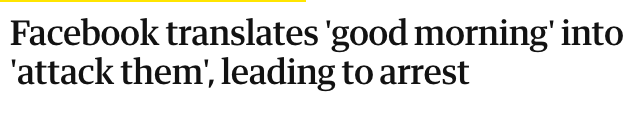 Facebook translates 'good morning' into
'attack them', leading to arrest